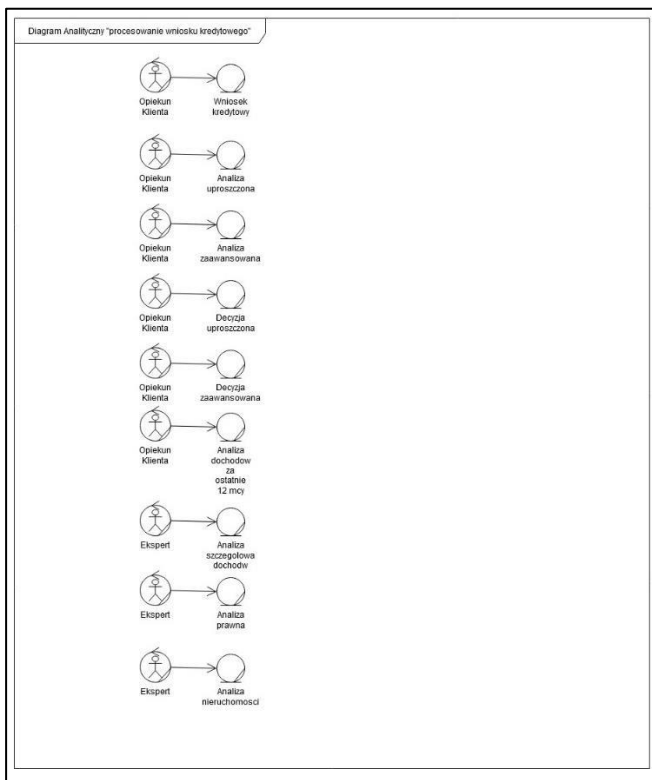 Diagram Analityczny "procesowanie wniosku kredytowego"
Opiekun
Klienta
Wniosek
kredytowy
Opiekun
Klienta
Analiza
uproszczona
Opiekun
Klienta
Analiza
zaawansowana
Opiekun
Klienta
Decyzja
uproszczona
Opiekun
Klienta
Decyzja
zaawansowana
Opiekun
Klienta
Analiza
dochodow
za
ostatnie
12 mcy
Ekspert
Analiza
szczegolowa
dochodw
Ekspert
Analiza
prawna
Ekspert
Analiza
nieruchomosci